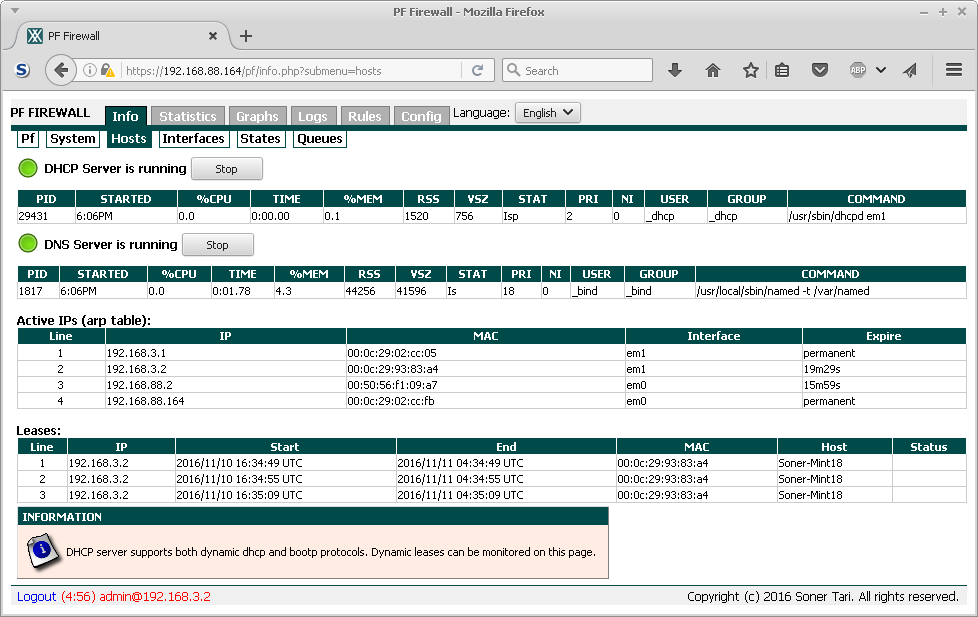 PF Firewall - Mozilla Firefox
PF Firewall
https://192.168.88.164/pf/info.php?submenu=hosts
Search
ABP
PF FIREWALL Info Statistics Graphs Logs Rules Config Language: English
Pf System Hosts Interfaces States Queues
DHCP Server is running Stop
PID STARTED %CPU TIME %MEM RSS VSZ STAT PRI NI USER GROUP COMMAND
29431 6:06PM 0.0 0:00.00 0.1 1520 756 Isp 2 0 _dhcp _dhcp /usr/sbin/dhcpd em1
DNS Server is running Stop
PID STARTED %CPU TIME %MEM RSS VSZ STAT PRI NI USER GROUP COMMAND
1817 6:06PM 0.0 0:01.78 4.3 44256 41596 Is 18 0 _bind _bind /usr/local/sbin/named -t /var/named
Active IPs (arp table):
Line IP MAC Interface Expire
1 192.168.3.1 00:0c:29:02:cc:05 em1 permanent
2 192.168.3.2 00:0c:29:93:83:a4 em1 19m29s
3 192.168.88.2 00:50:56:f1:09:a7 em0 15m59s
4 192.168.88.164 00:0c:29:02:cc:fb em0 permanent
Leases:
Line IP Start End MAC Host Status
1 192.168.3.2 2016/11/10 16:34:49 UTC 2016/11/11 04:34:49 UTC 00:0c:29:93:83:a4 Soner-Mint18
2 192.168.3.2 2016/11/10 16:34:55 UTC 2016/11/11 04:34:55 UTC 00:0c:29:93:83:a4 Soner-Mint18
3 192.168.3.2 2016/11/10 16:35:09 UTC 2016/11/11 04:35:09 UTC 00:0c:29:93:83:a4 Soner-Mint18
INFORMATION
DHCP server supports both dynamic dhcp and bootp protocols. Dynamic leases can be monitored on this page.
Logout (4:56) admin@192.168.3.2 Copyright (c) 2016 Soner Tari. All rights reserved.